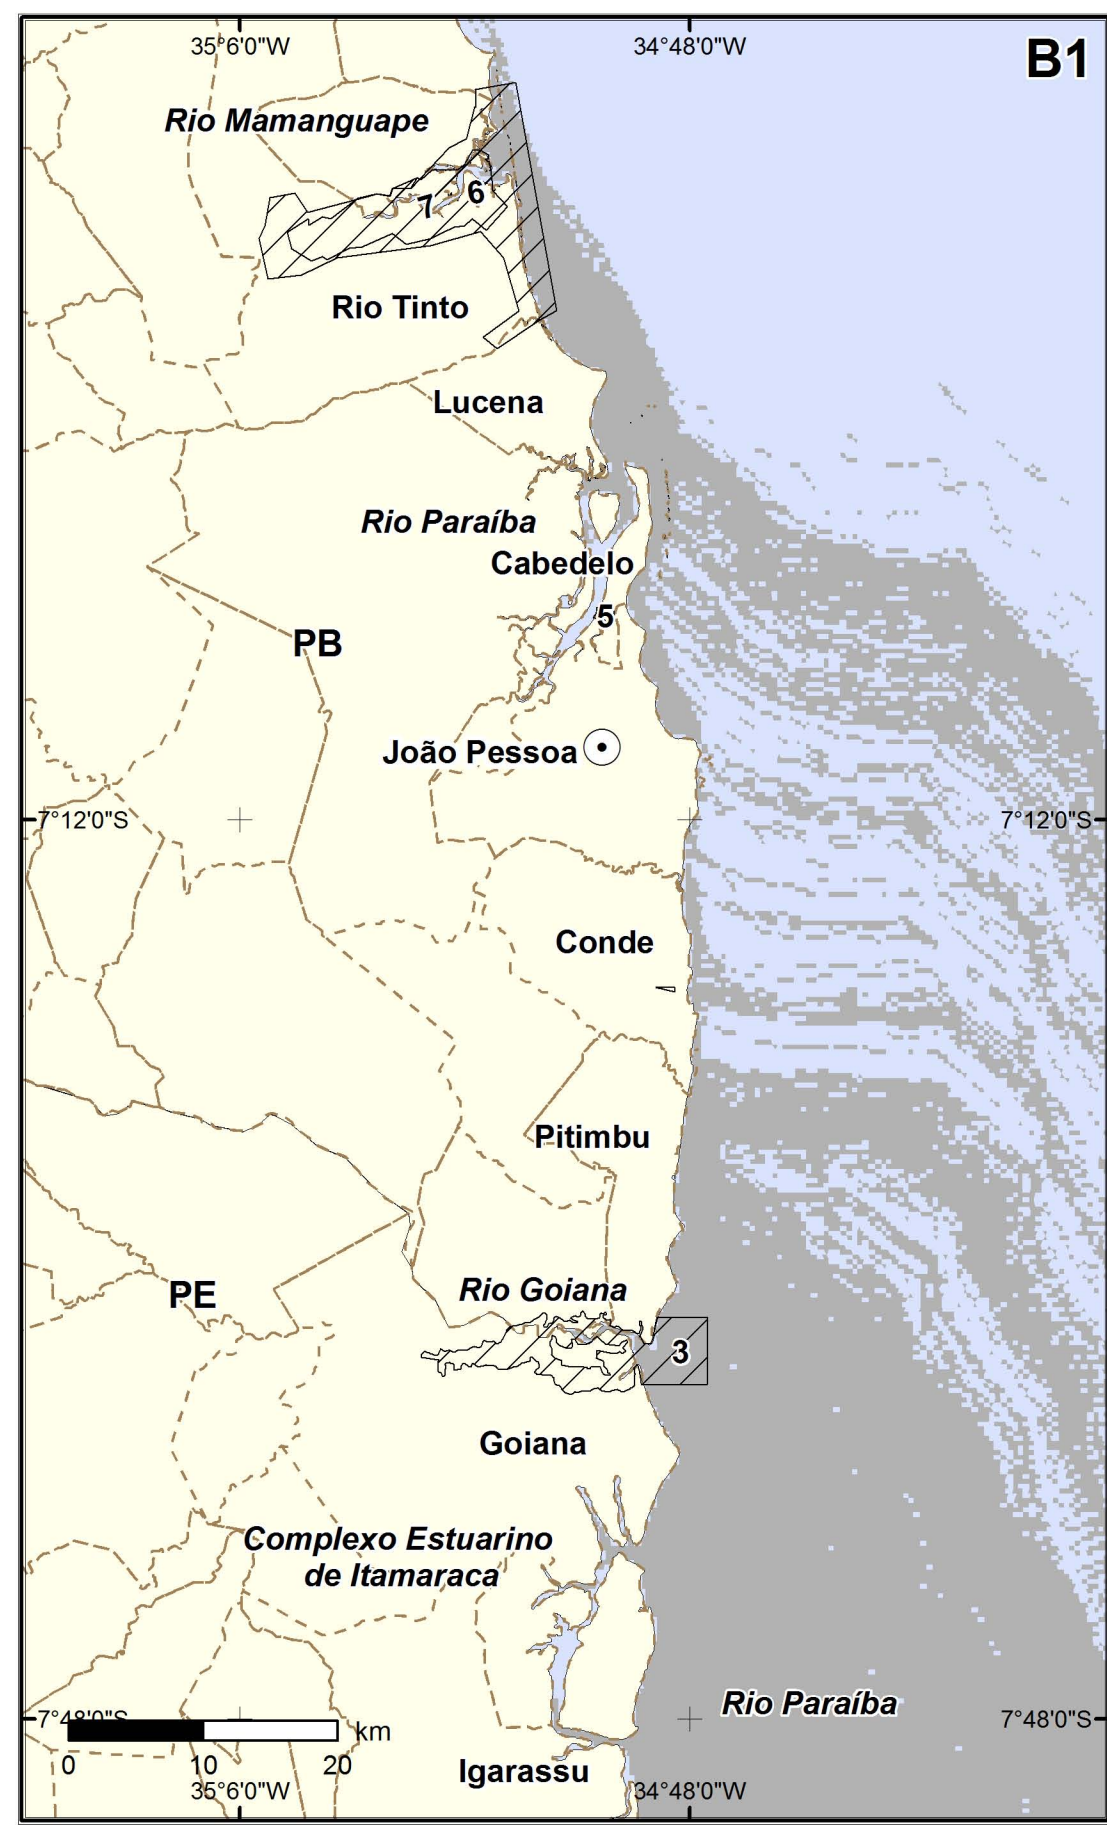 35°6'0"W
34°48'0"W
B1
Rio Mamanguape
7
6
Rio Tinto
Lucena
Rio Paraíba
Cabedelo
5
PB
João Pessoa
7°12'0"S
7°12'0"S
Conde
Pitimbu
Rio Goiana
PE
3
Goiana
Complexo Estuarino
de Itamaraca
Rio Paraíba
7°48'0"S
7°48'0"S
km
0
10
20
Igarassu
35°6'0"W
34°48'0"W